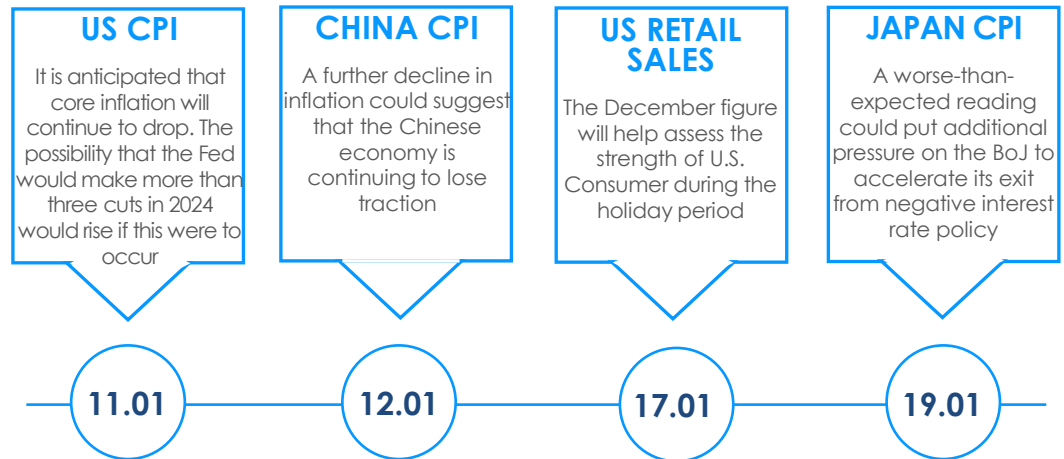 US CPI
It is anticipated that
core inflation will
continue to drop. The
possibility that the Fed
would make more than
three cuts in 2024
would rise if this were to
occur
CHINA CPI
A further decline in
inflation could suggest
that the Chinese
economy is
continuing to lose
traction
US RETAIL
SALES
The December figure
will help assess the
strength of U.S.
Consumer during the
holiday period
JAPAN CPI
A worse-than-
expected reading
could put additional
pressure on the BoJ to
accelerate its exit
from negative interest
rate policy
11.01
12.01
17.01
19.01